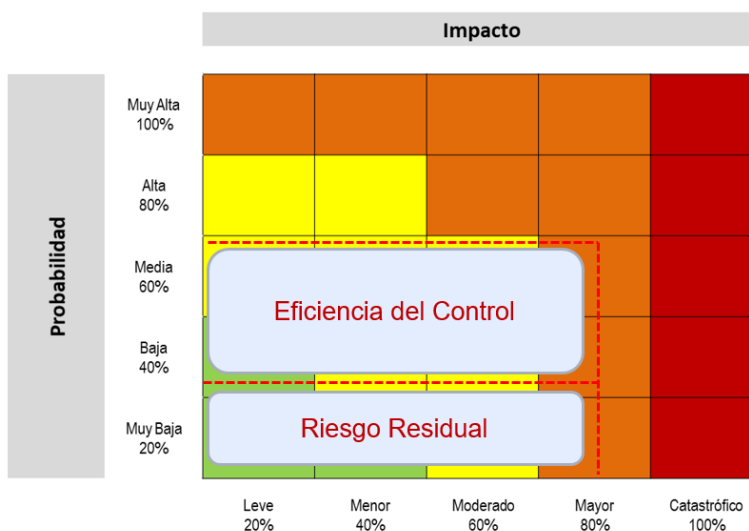 Impacto
Probabilidad
Muy Alta
100%
Alta
80%
Media
60%
Baja
40%
Muy Baja
20%
Eficiencia del Control
Riesgo Residual
Leve
20%
Menor
40%
Moderado
60%
Mayor
80%
Catastrófico
100%